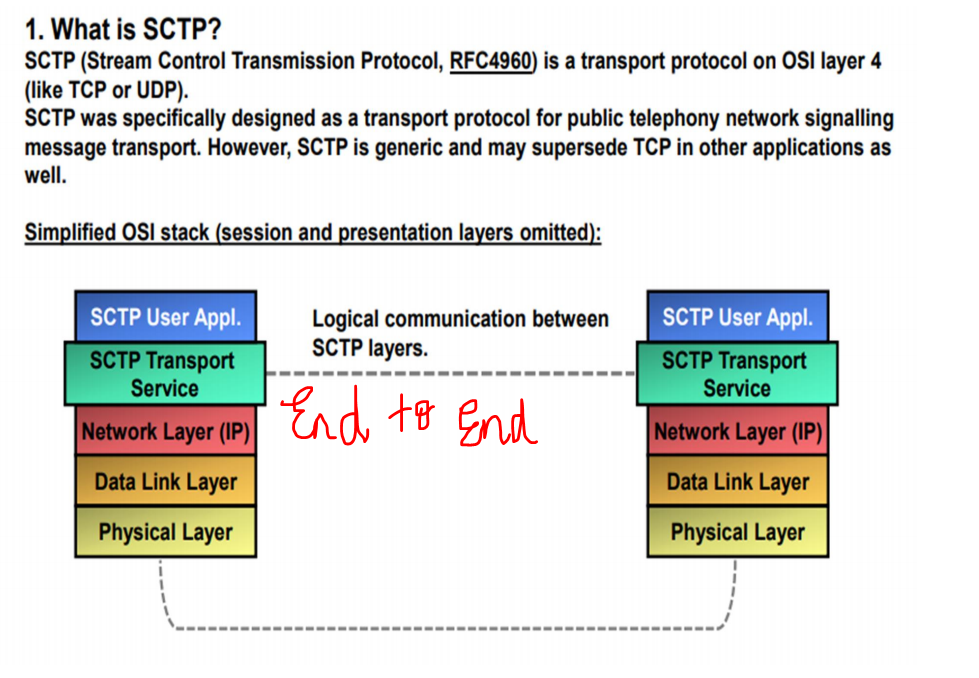 1. What is SCTP?
SCTP (Stream Control Transmission Protocol, RFC4960) is a transport protocol on OSI layer 4
(like TCP or UDP).
SCTP was specifically designed as a transport protocol for public telephony network signalling
message transport. However, SCTP is generic and may supersede TCP in other applications as
well.
Simplified OSI stack (session and presentation layers omitted):
SCTP User Appl.
SCTP Transport
Service
Network Layer (IP)
Data Link Layer
Physical Layer
Logical communication between
SCTP layers.
End to End
SCTP User Appl.
SCTP Transport
Service
Network Layer (IP)
Data Link Layer
Physical Layer